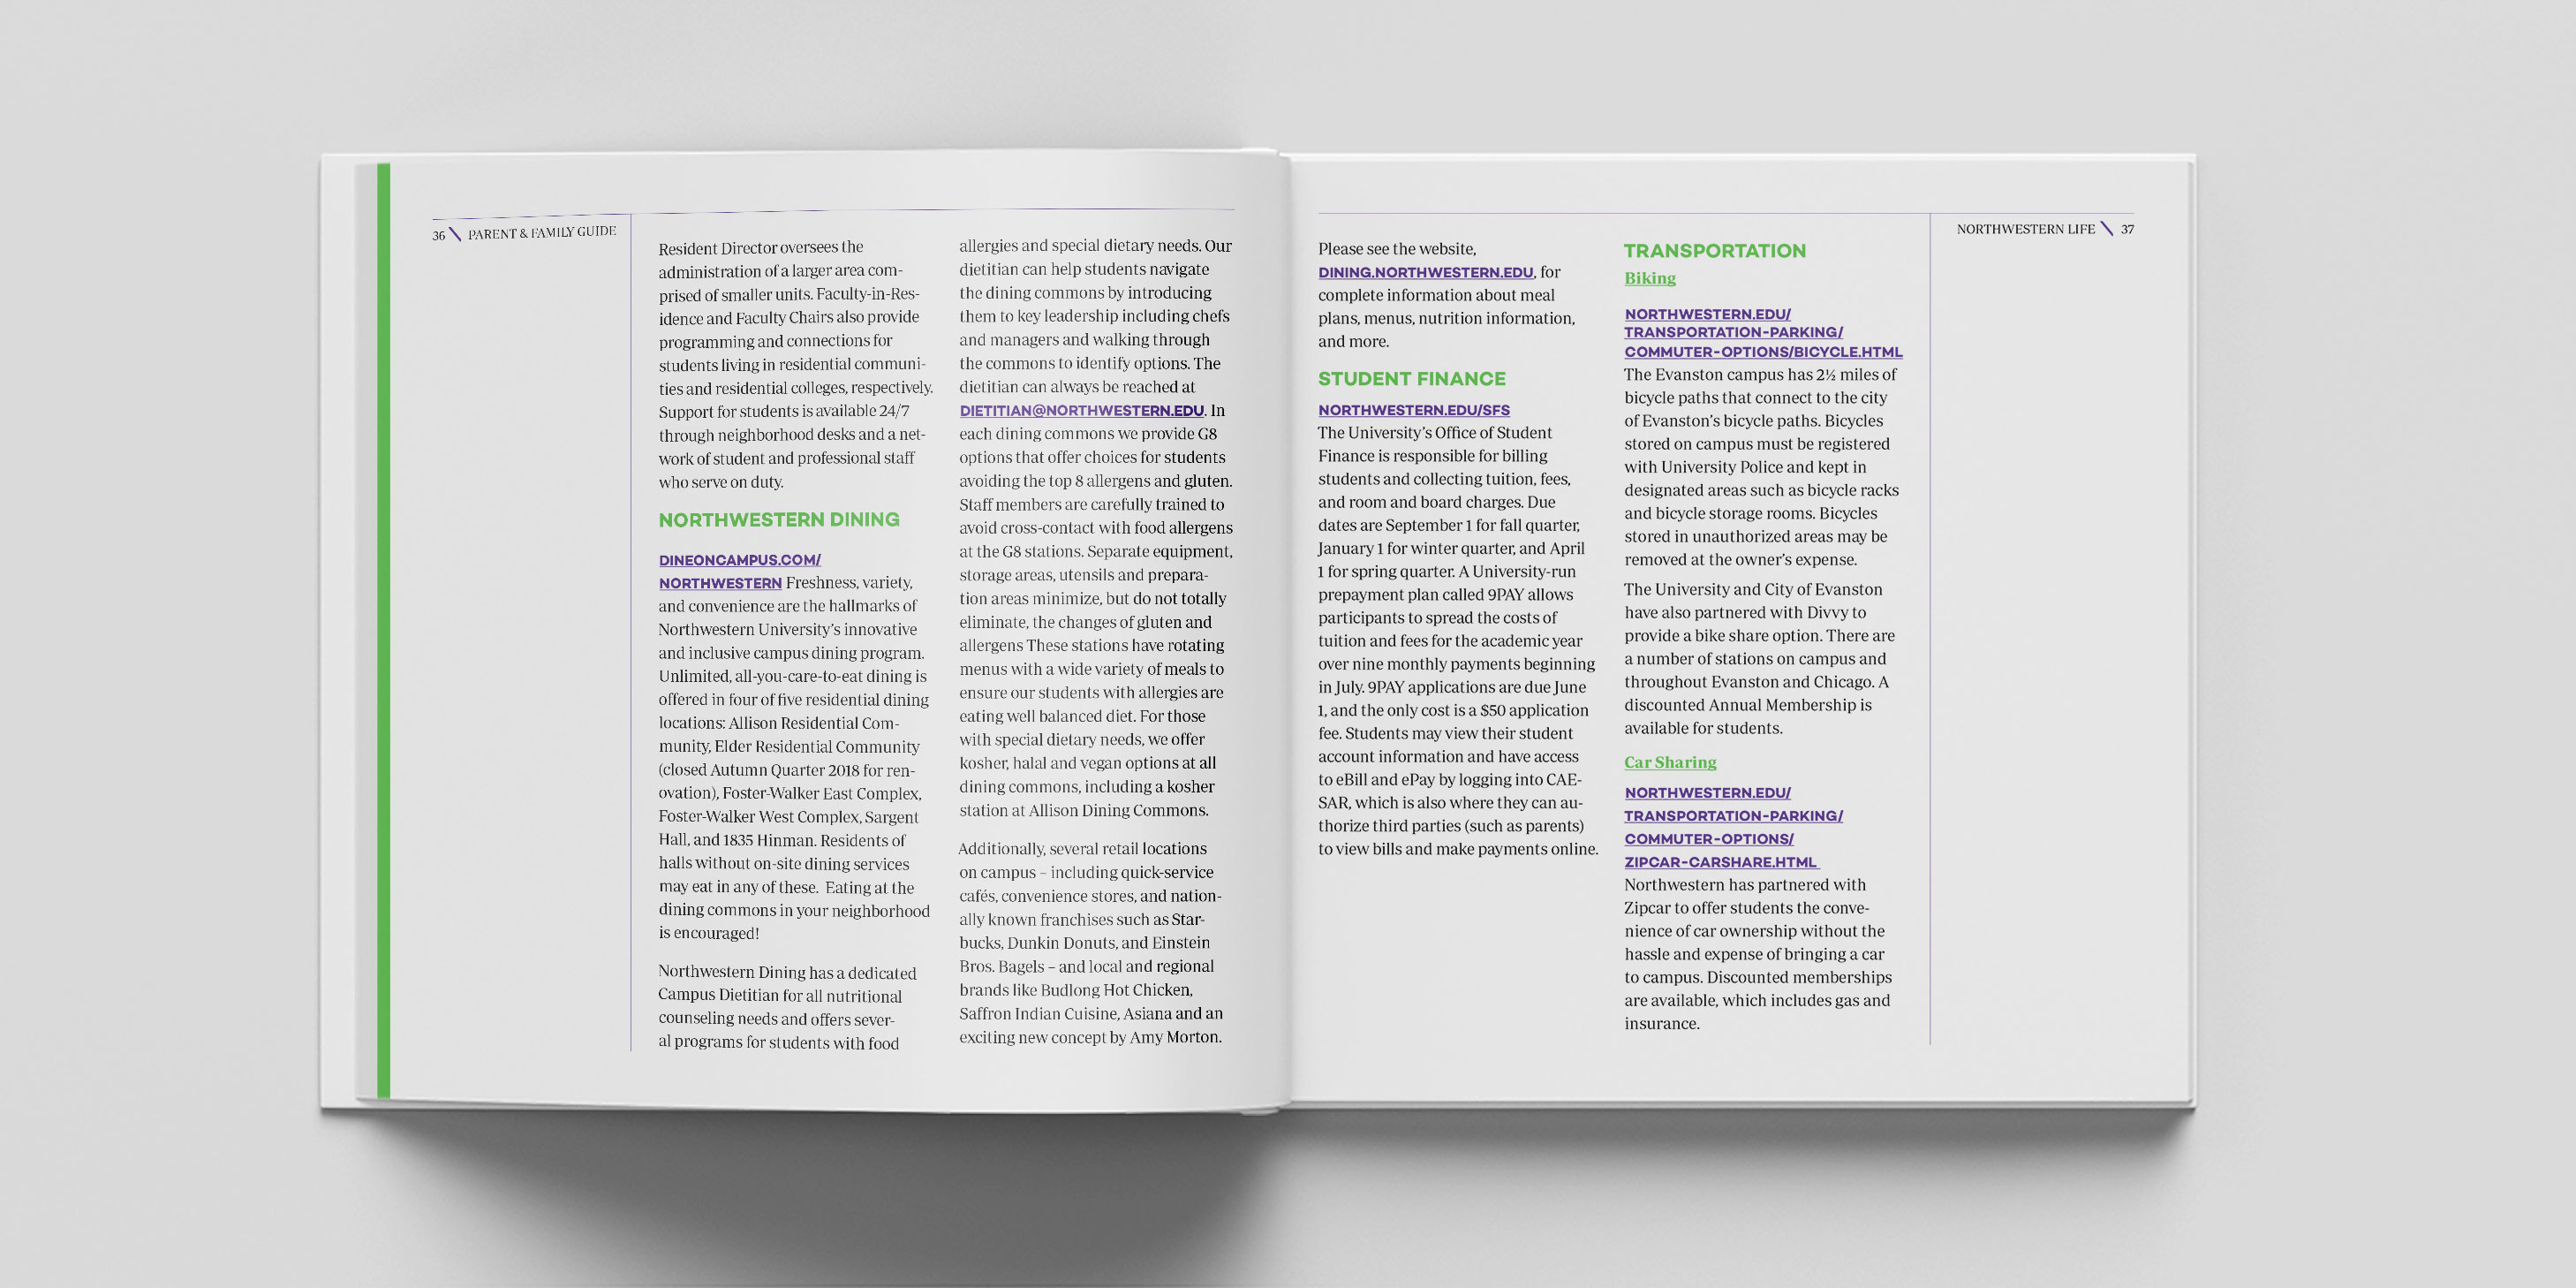 36 \ PARENT & FAMILY GUIDE
Resident Director oversees the
administration of a larger area com-
prised of smaller units. Faculty-in-Res-
idence and Faculty Chairs also provide
programming and connections for
students living in residential communi-
ties and residential colleges, respectively.
Support for students is available 24/7
through neighborhood desks and a net-
work of student and professional staff
who serve on duty.
NORTHWESTERN DINING
DINEONCAMPUS.COM/
NORTHWESTERN Freshness, variety,
and convenience are the hallmarks of
Northwestern University's innovative
and inclusive campus dining program.
Unlimited, all-you-care-to-eat dining is
offered in four of five residential dining
locations: Allison Residential Com-
munity, Elder Residential Community
(closed Autumn Quarter 2018 for ren-
ovation), Foster-Walker East Complex,
Foster-Walker West Complex, Sargent
Hall, and 1835 Hinman. Residents of
halls without on-site dining services
may eat in any of these. Eating at the
dining commons in your neighborhood
is encouraged!
Northwestern Dining has a dedicated
Campus Dietitian for all nutritional
counseling needs and offers sever-
al programs for students with food
allergies and special dietary needs. Our
dietitian can help students navigate
the dining commons by introducing
them to key leadership including chefs
and managers and walking through
the commons to identify options. The
dietitian can always be reached at
DIETITIAN@NORTHWESTERN.EDU. In
each dining commons we provide G8
options that offer choices for students
avoiding the top 8 allergens and gluten.
Staff members are carefully trained to
avoid cross-contact with food allergens
at the G8 stations. Separate equipment,
storage areas, utensils and prepara-
tion areas minimize, but do not totally
eliminate, the changes of gluten and
allergens These stations have rotating
menus with a wide variety of meals to
ensure our students with allergies are
eating well balanced diet. For those
with special dietary needs, we offer
kosher, halal and vegan options at all
dining commons, including a kosher
station at Allison Dining Commons.
Additionally, several retail locations
on campus – including quick-service
cafés, convenience stores, and nation-
ally known franchises such as Star-
bucks, Dunkin Donuts, and Einstein
Bros. Bagels – and local and regional
brands like Budlong Hot Chicken,
Saffron Indian Cuisine, Asiana and an
exciting new concept by Amy Morton.
NORTHWESTERN LIFE \ 37
Please see the website,
DINING.NORTHWESTERN.EDU, for
complete information about meal
plans, menus, nutrition information,
and more.
STUDENT FINANCE
NORTHWESTERN.EDU/SFS
The University's Office of Student
Finance is responsible for billing
students and collecting tuition, fees,
and room and board charges. Due
dates are September 1 for fall quarter,
January 1 for winter quarter, and April
1 for spring quarter. A University-run
prepayment plan called 9PAY allows
participants to spread the costs of
tuition and fees for the academic year
over nine monthly payments beginning
in July. 9PAY applications are due June
1, and the only cost is a $50 application
fee. Students may view their student
account information and have access
to eBill and ePay by logging into CAE-
SAR, which is also where they can au-
thorize third parties (such as parents)
to view bills and make payments online.
TRANSPORTATION
Biking
NORTHWESTERN.EDU/
TRANSPORTATION-PARKING/
COMMUTER-OPTIONS/BICYCLE.HTML
The Evanston campus has 2½ miles of
bicycle paths that connect to the city
of Evanston's bicycle paths. Bicycles
stored on campus must be registered
with University Police and kept in
designated areas such as bicycle racks
and bicycle storage rooms. Bicycles
stored in unauthorized areas may be
removed at the owner's expense.
The University and City of Evanston
have also partnered with Divvy to
provide a bike share option. There are
a number of stations on campus and
throughout Evanston and Chicago. A
discounted Annual Membership is
available for students.
Car Sharing
NORTHWESTERN.EDU/
TRANSPORTATION-PARKING/
COMMUTER-OPTIONS/
ZIPCAR-CARSHARE.HTML
Northwestern has partnered with
Zipcar to offer students the conve-
nience of car ownership without the
hassle and expense of bringing a car
to campus. Discounted memberships
are available, which includes gas and
insurance.